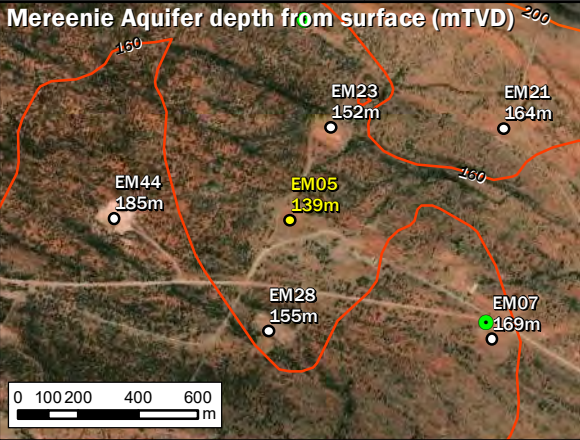 Mereenie Aquifer depth from surface (mTVD)
200
160
EM23
152m
EM21
164m
160
EM44
185m
EM05
139m
EM28
155m
EM07
169m
0 100 200 400 600
m